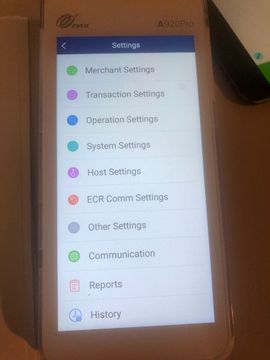 A920Pro
Settings
Merchant Settings
Transaction Settings
Operation Settings
System Settings
Host Settings
ECR Comm Settings
Other Settings
Communication
Reports
History